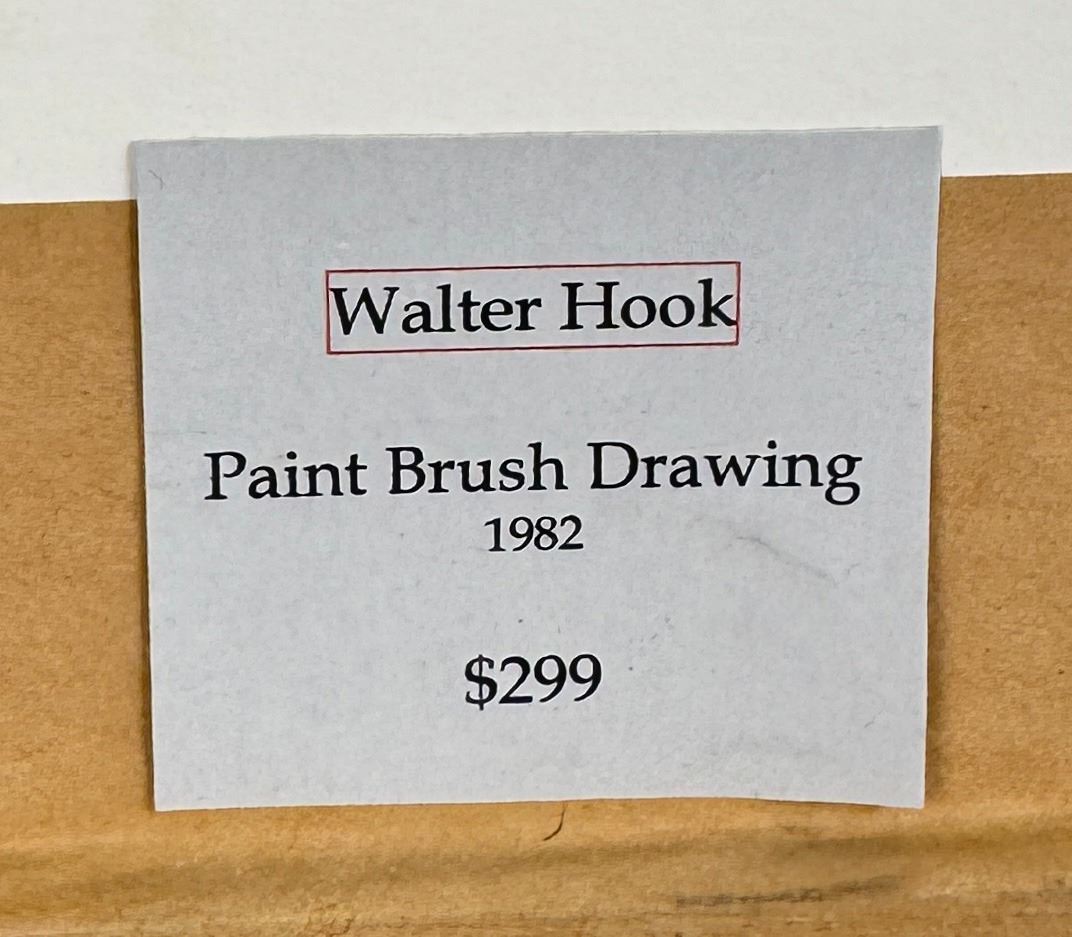 Walter Hook
Paint Brush Drawing
1982
$299